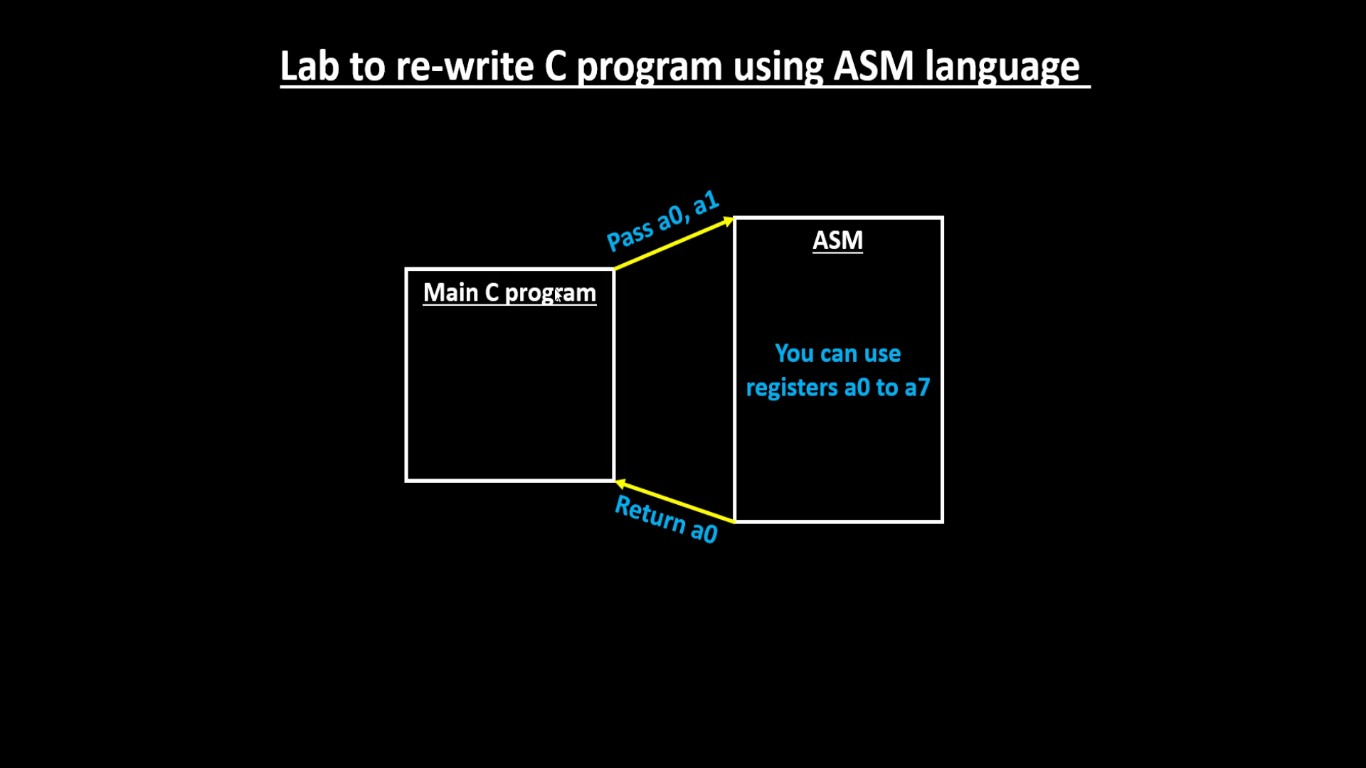 Lab to re-write C program using ASM language
Pass a0, a1
ASM
Main C program
You can use
registers a0 to a7
Return a0